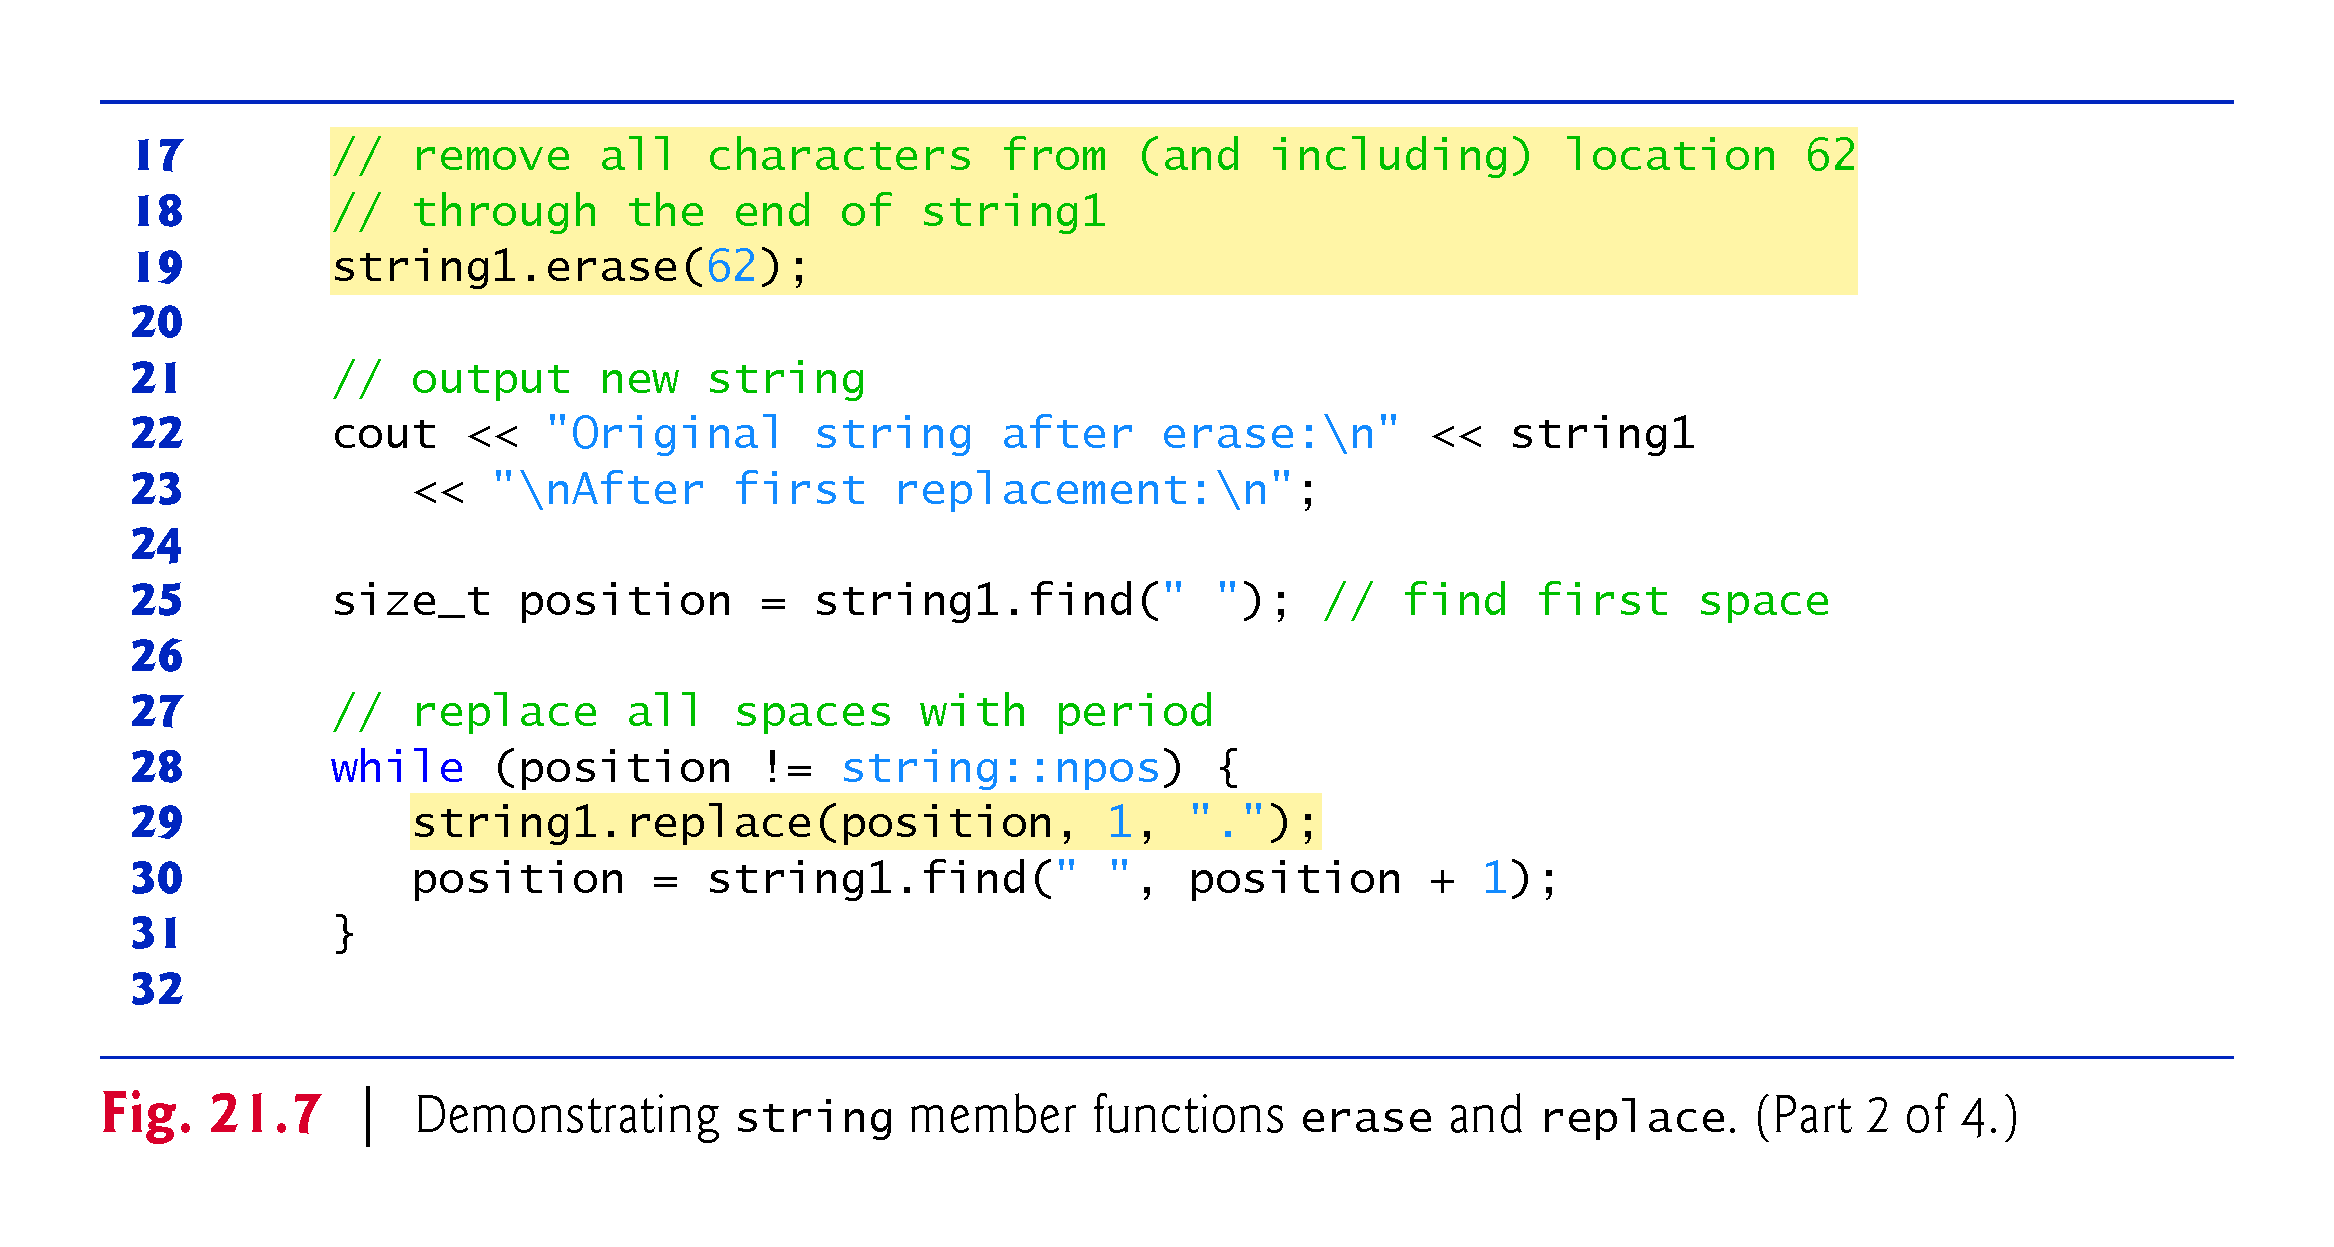 17 // remove all characters from (and including) location 62
18 // through the end of string1
19 string1.erase(62);
20
21 // output new string
22 cout << "Original string after erase:\n" << string1
23    << "\nAfter first replacement:\n";
24
25 size_t position = string1.find(" "); // find first space
26
27 // replace all spaces with period
28 while (position != string::npos) {
29    string1.replace(position, 1, ".");
30    position = string1.find(" ", position + 1);
31 }
32
Fig. 21.7 | Demonstrating string member functions erase and replace. (Part 2 of 4.)